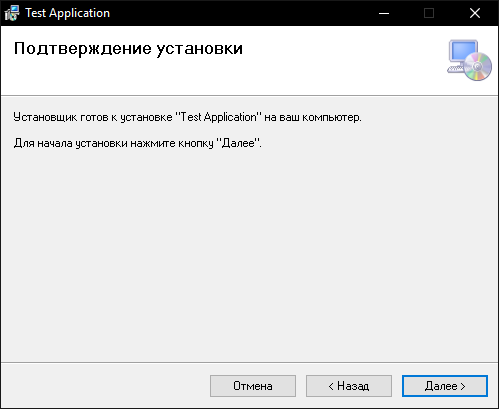 Test Application
Подтверждение установки
Установщик готов к установке "Test Application" на ваш компьютер.
Для начала установки нажмите кнопку "Далее".
Отмена
< Назад
Далее >